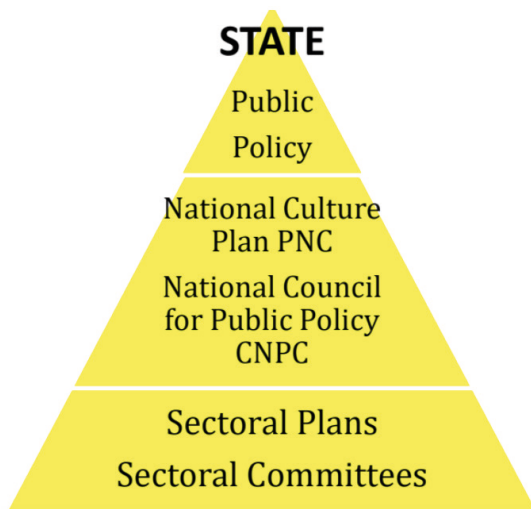 STATE
Public
Policy
National Culture
Plan PNC
National Council
for Public Policy
CNPC
Sectoral Plans
Sectoral Committees